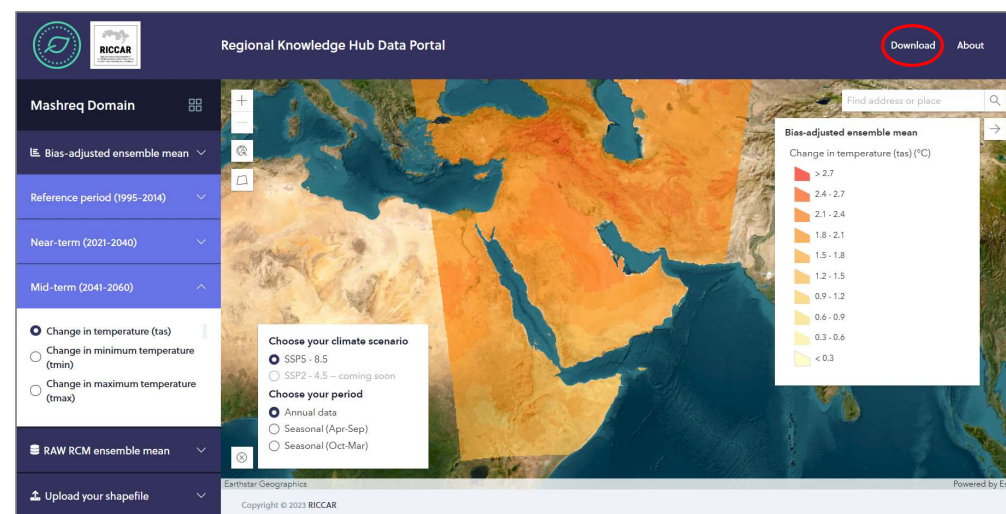 RICCAR
Regional Knowledge Hub Data Portal
Download
About
Mashreq Domain
Bias-adjusted ensemble mean
Reference period (1995-2014)
Near-term (2021-2040)
Mid-term (2041-2060)
Change in temperature (tas)
Change in minimum temperature
(tmin)
Change in maximum temperature
(tmax)
RAW RCM ensemble mean
Upload your shapefile
Choose your climate scenario
SSP5 - 8.5
SSP2 - 4.5 – coming soon
Choose your period
Annual data
Seasonal (Apr-Sep)
Seasonal (Oct-Mar)
Find address or place
Bias-adjusted ensemble mean
Change in temperature (tas) (°C)
> 2.7
2.4 - 2.7
2.1 - 2.4
1.8 - 2.1
1.5 - 1.8
1.2 - 1.5
0.9 - 1.2
0.6 - 0.9
0.3 - 0.6
< 0.3
Earthstar Geographics
Powered by
Copyright © 2023 RICCAR